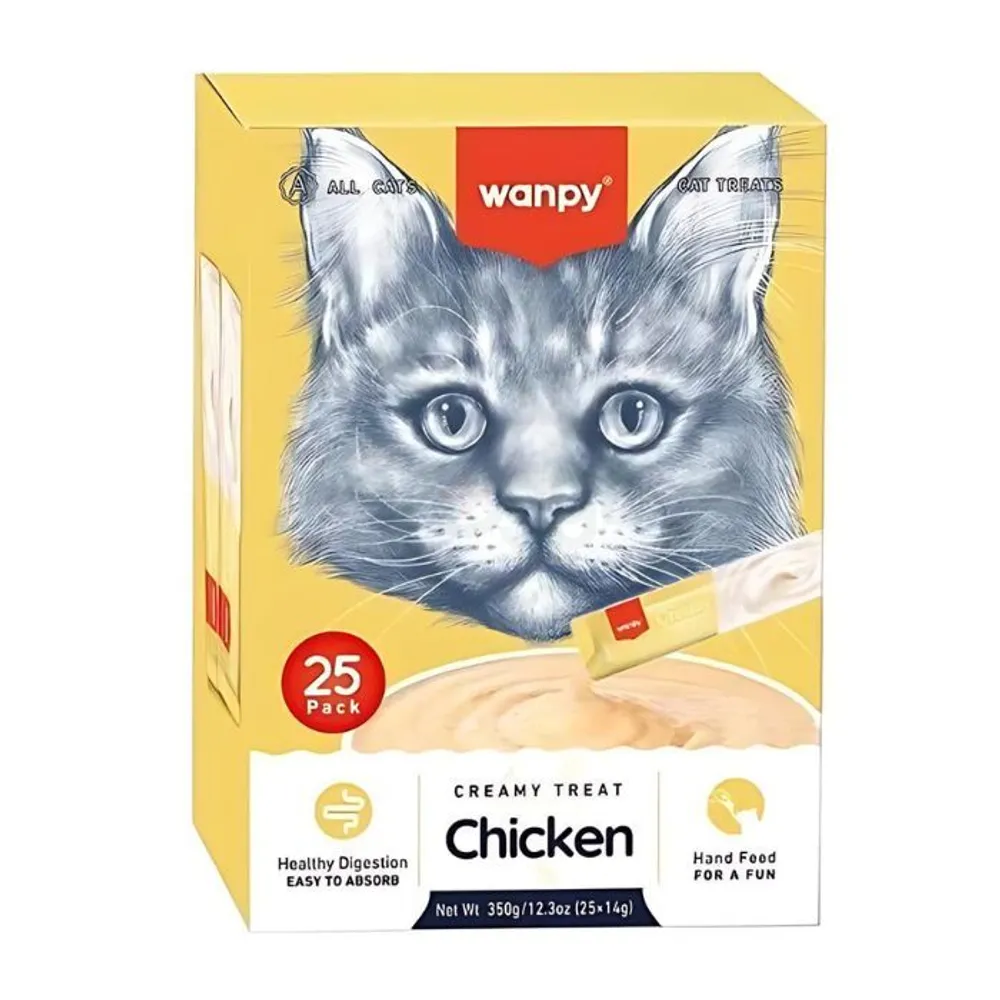 A ALL CATS
wanpy®
CAT TREATS
wanpy
25
Pack
CREAMY TREAT
Chicken
Healthy Digestion
EASY TO ABSORB
Hand Feed
FOR A FUN
Net Wt 350g/12.3oz (25×14g)